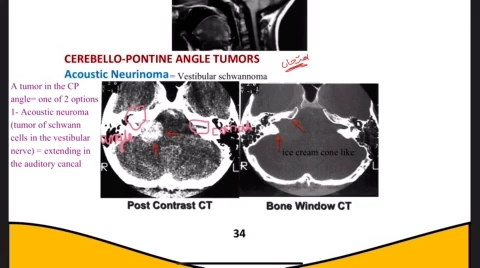 CEREBELLO-PONTINE ANGLE TUMORS
Acoustic Neurinoma = Vestibular schwannoma
A tumor in the CP
angle= one of 2 options
1- Acoustic neuroma
(tumor of schwann
cells in the vestibular
nerve) = extending in
the auditory cancal
ice cream cone like
R
L
R
L
Post Contrast CT
Bone Window CT
34